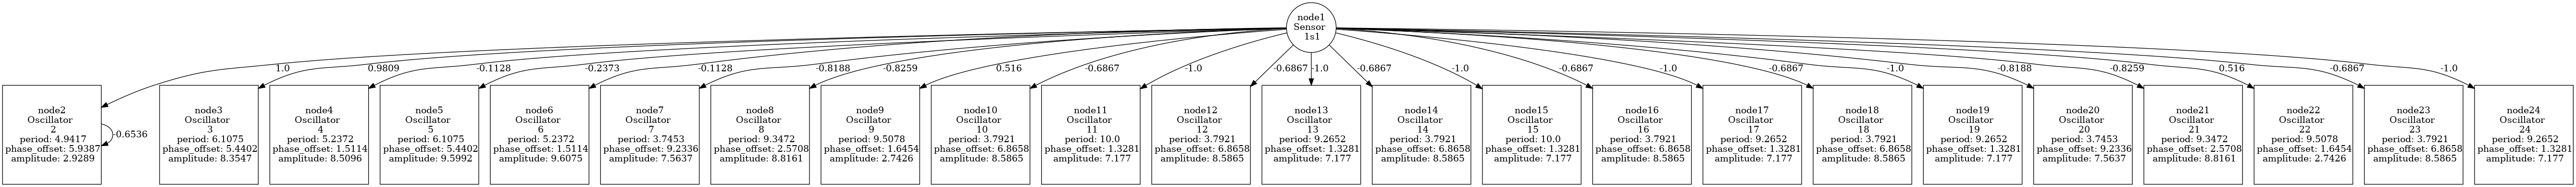 node1
Sensor
1s1
1.0
0.9809
-0.1128
-0.2373
-0.1128
-0.8188
-0.8259
0.516
-0.6867
-1.0
-0.6867
-1.0
-0.6867
-1.0
-0.6867
-1.0
-0.6867
-1.0
-0.8188
-0.8259
0.516
-0.6867
-1.0
node2
Oscillator
2
period: 4.9417
phase_offset: 5.9387
amplitude: 2.9289
-0.6536
node3
Oscillator
3
period: 6.1075
phase_offset: 5.4402
amplitude: 8.3547
node4
Oscillator
4
period: 5.2372
phase_offset: 1.5114
amplitude: 8.5096
node5
Oscillator
5
period: 6.1075
phase_offset: 5.4402
amplitude: 9.5992
node6
Oscillator
6
period: 5.2372
phase_offset: 1.5114
amplitude: 9.6075
node7
Oscillator
7
period: 3.7453
phase_offset: 9.2336
amplitude: 7.5637
node8
Oscillator
8
period: 9.3472
phase_offset: 2.5708
amplitude: 8.8161
node9
Oscillator
9
period: 9.5078
phase_offset: 1.6454
amplitude: 2.7426
node10
Oscillator
10
period: 3.7921
phase_offset: 6.8658
amplitude: 8.5865
node11
Oscillator
11
period: 10.0
phase_offset: 1.3281
amplitude: 7.177
node12
Oscillator
12
period: 3.7921
phase_offset: 6.8658
amplitude: 8.5865
node13
Oscillator
13
period: 9.2652
phase_offset: 1.3281
amplitude: 7.177
node14
Oscillator
14
period: 3.7921
phase_offset: 6.8658
amplitude: 8.5865
node15
Oscillator
15
period: 10.0
phase_offset: 1.3281
amplitude: 7.177
node16
Oscillator
16
period: 3.7921
phase_offset: 6.8658
amplitude: 8.5865
node17
Oscillator
17
period: 9.2652
phase_offset: 1.3281
amplitude: 7.177
node18
Oscillator
18
period: 3.7921
phase_offset: 6.8658
amplitude: 8.5865
node19
Oscillator
19
period: 9.2652
phase_offset: 1.3281
amplitude: 7.177
node20
Oscillator
20
period: 3.7453
phase_offset: 9.2336
amplitude: 7.5637
node21
Oscillator
21
period: 9.3472
phase_offset: 2.5708
amplitude: 8.8161
node22
Oscillator
22
period: 9.5078
phase_offset: 1.6454
amplitude: 2.7426
node23
Oscillator
23
period: 3.7921
phase_offset: 6.8658
amplitude: 8.5865
node24
Oscillator
24
period: 9.2652
phase_offset: 1.3281
amplitude: 7.177